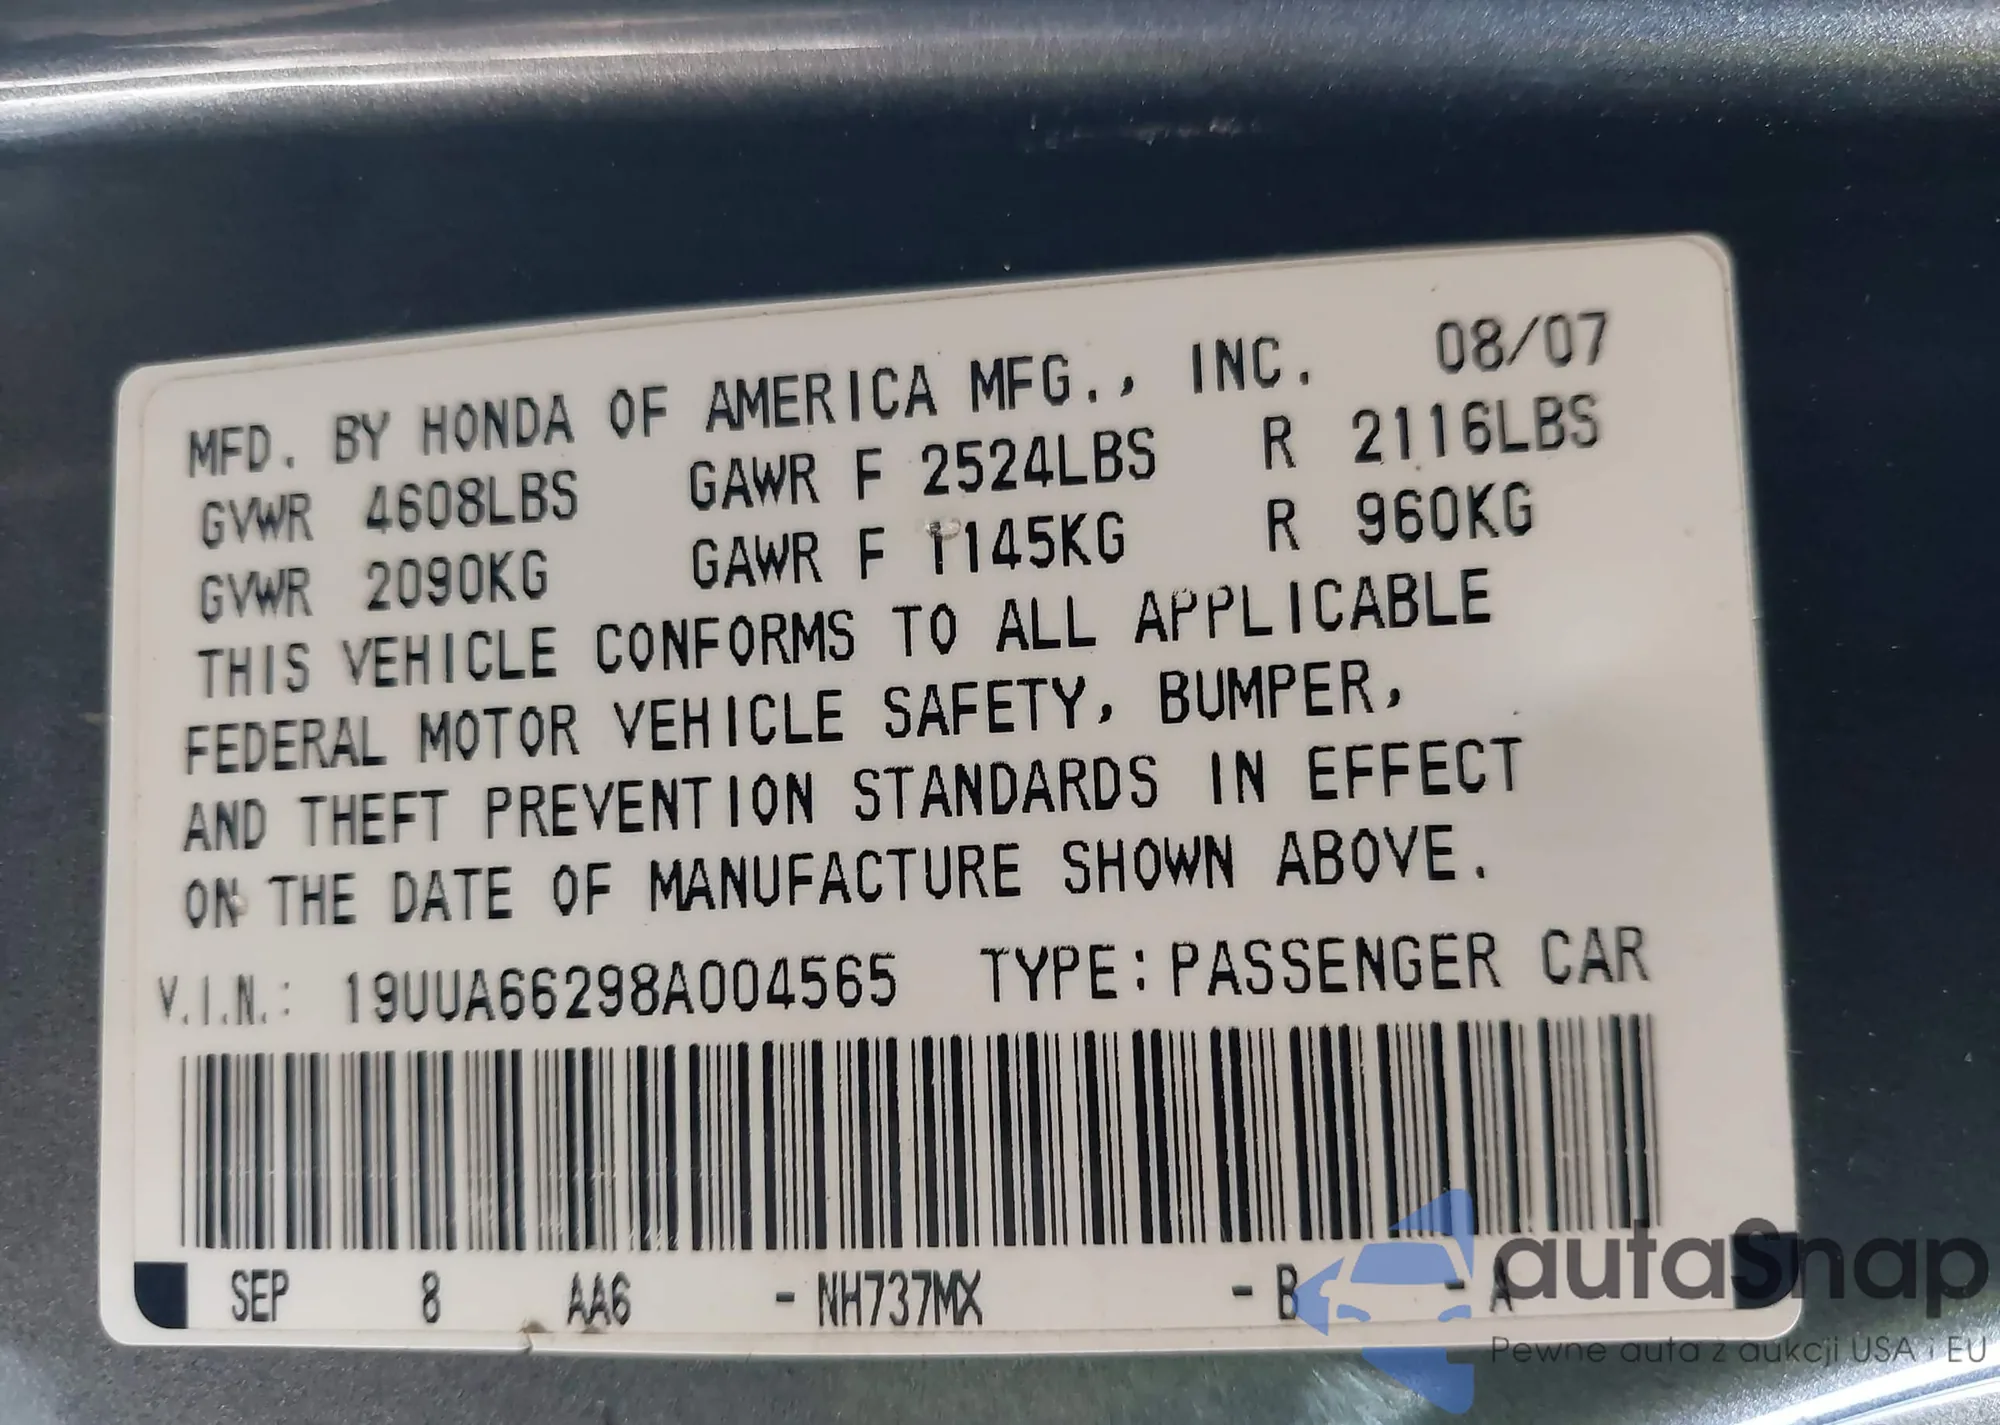 MFD. BY HONDA OF AMERICA MFG., INC. 08/07
GVWR 4608LBS GAWR F 2524LBS R 2116LBS
GVWR 2090KG GAWR F 1145KG R 960KG
THIS VEHICLE CONFORMS TO ALL APPLICABLE
FEDERAL MOTOR VEHICLE SAFETY, BUMPER,
AND THEFT PREVENTION STANDARDS IN EFFECT
ON THE DATE OF MANUFACTURE SHOWN ABOVE.
V.I.N.: 19UUA66298A004565 TYPE: PASSENGER CAR
SEP 8 AA6 - NH737MX - B - A
autaSnap
Pewne auta z aukcji USA i EU